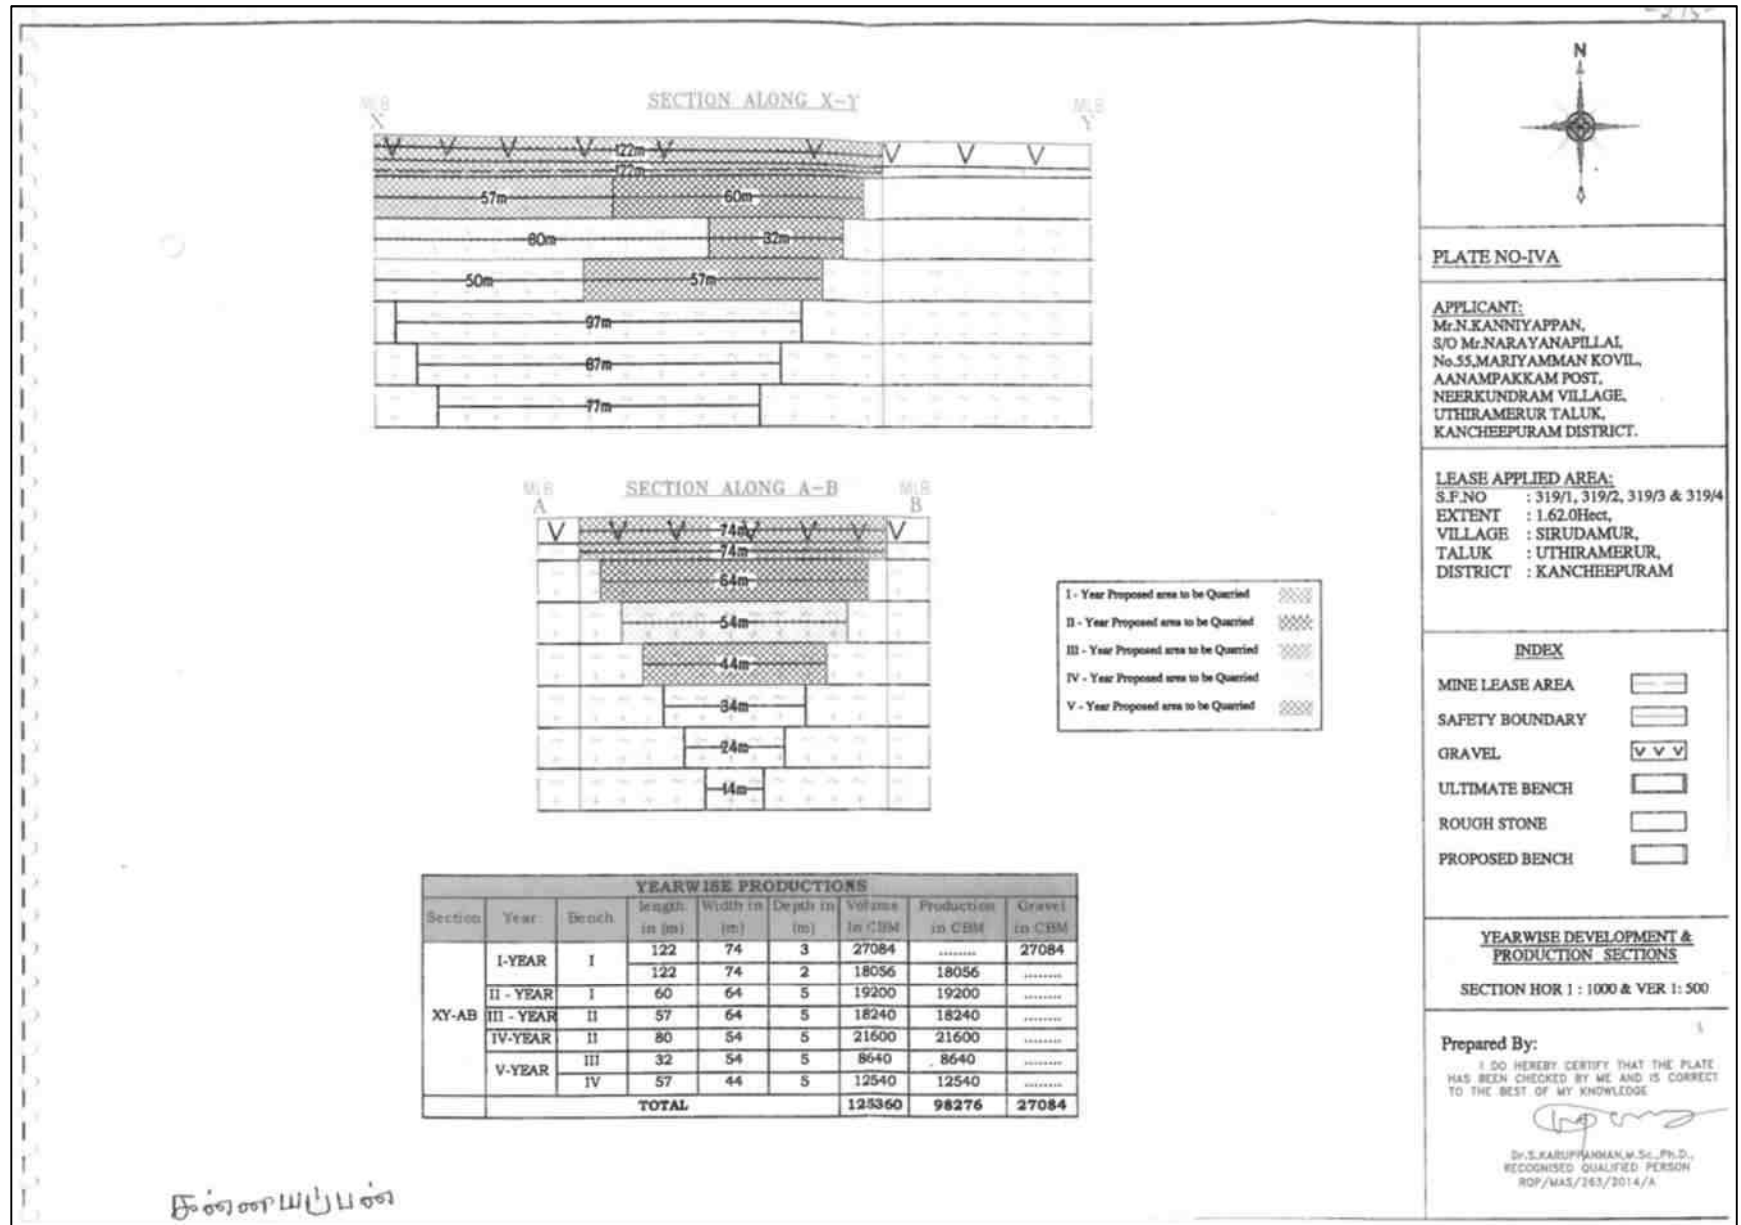 -275-
SECTION ALONG X-Y
MLB
X
MLB
Y
122m
122m
57m
60m
80m
32m
50m
57m
97m
87m
77m
SECTION ALONG A-B
MLB
A
MLB
B
74m
74m
64m
54m
44m
34m
24m
14m
I - Year Proposed area to be Quarried
II - Year Proposed area to be Quarried
III - Year Proposed area to be Quarried
IV - Year Proposed area to be Quarried
V - Year Proposed area to be Quarried
YEARWISE PRODUCTIONS
Section Year Bench length in (m) Width in (m) Depth in (m) Volume In CBM Production in CBM Gravel in CBM
XY-AB I-YEAR I 122 74 3 27084 ........ 27084
122 74 2 18056 18056 ........
II - YEAR I 60 64 5 19200 19200 ........
III - YEAR II 57 64 5 18240 18240 ........
IV-YEAR II 80 54 5 21600 21600 ........
V-YEAR III 32 54 5 8640 8640 ........
IV 57 44 5 12540 12540 ........
TOTAL 125360 98276 27084
கன்னையப்பன்
N
PLATE NO-IVA
APPLICANT:
Mr.N.KANNIYAPPAN,
S/O Mr.NARAYANAPILLAI,
No.55,MARIYAMMAN KOVIL,
AANAMPAKKAM POST,
NEERKUNDRAM VILLAGE,
UTHIRAMERUR TALUK,
KANCHEEPURAM DISTRICT.
LEASE APPLIED AREA:
S.F.NO : 319/1, 319/2, 319/3 & 319/4
EXTENT : 1.62.0Hect,
VILLAGE : SIRUDAMUR,
TALUK : UTHIRAMERUR,
DISTRICT : KANCHEEPURAM
INDEX
MINE LEASE AREA
SAFETY BOUNDARY
GRAVEL
ULTIMATE BENCH
ROUGH STONE
PROPOSED BENCH
YEARWISE DEVELOPMENT &
PRODUCTION SECTIONS
SECTION HOR 1 : 1000 & VER 1: 500
Prepared By:
I DO HEREBY CERTIFY THAT THE PLATE
HAS BEEN CHECKED BY ME AND IS CORRECT
TO THE BEST OF MY KNOWLEDGE
Dr.S.KARUPPANNAN,M.Sc.,Ph.D.,
RECOGNISED QUALIFIED PERSON
RQP/MAS/263/2014/A